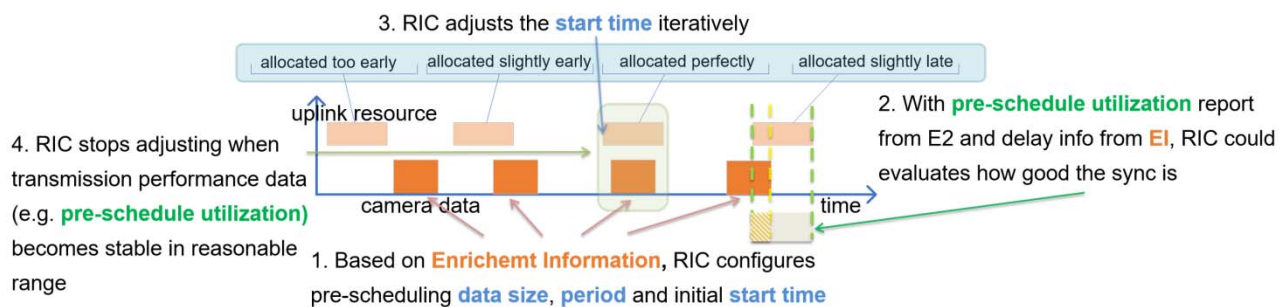 3. RIC adjusts the start time iteratively
allocated too early
allocated slightly early
allocated perfectly
allocated slightly late
uplink resource
2. With pre-schedule utilization report
from E2 and delay info from EI, RIC could
evaluates how good the sync is
4. RIC stops adjusting when
transmission performance data
(e.g. pre-schedule utilization)
becomes stable in reasonable
range
camera data
time
1. Based on Enrichemt Information, RIC configures
pre-scheduling data size, period and initial start time